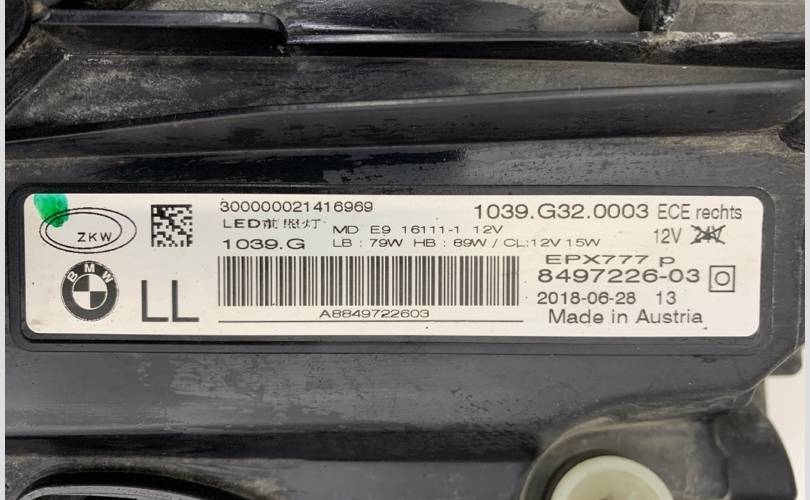 300000021416969
1039.G32.0003 ECE rechts
LED前照灯 MD E9 16111-1 12V
ZKW
12V 24V
1039.G LB : 79W HB : 89W / CL:12V 15W
EPX777 p
BMW
8497226-03
LL
2018-06-28 13
A8849722603
Made in Austria